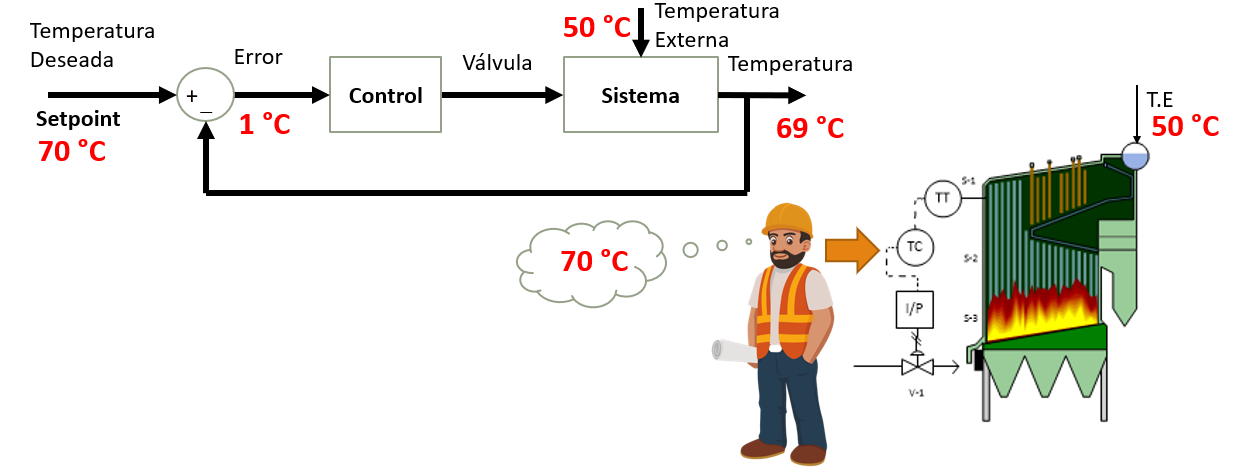 Temperatura
Deseada
Setpoint
70 °C
+
_
Error
1 °C
Control
Válvula
50 °C
Temperatura
Externa
Sistema
Temperatura
69 °C
70 °C
T.E
50 °C
S-1
TT
TC
S-2
I/P
S-3
V-1